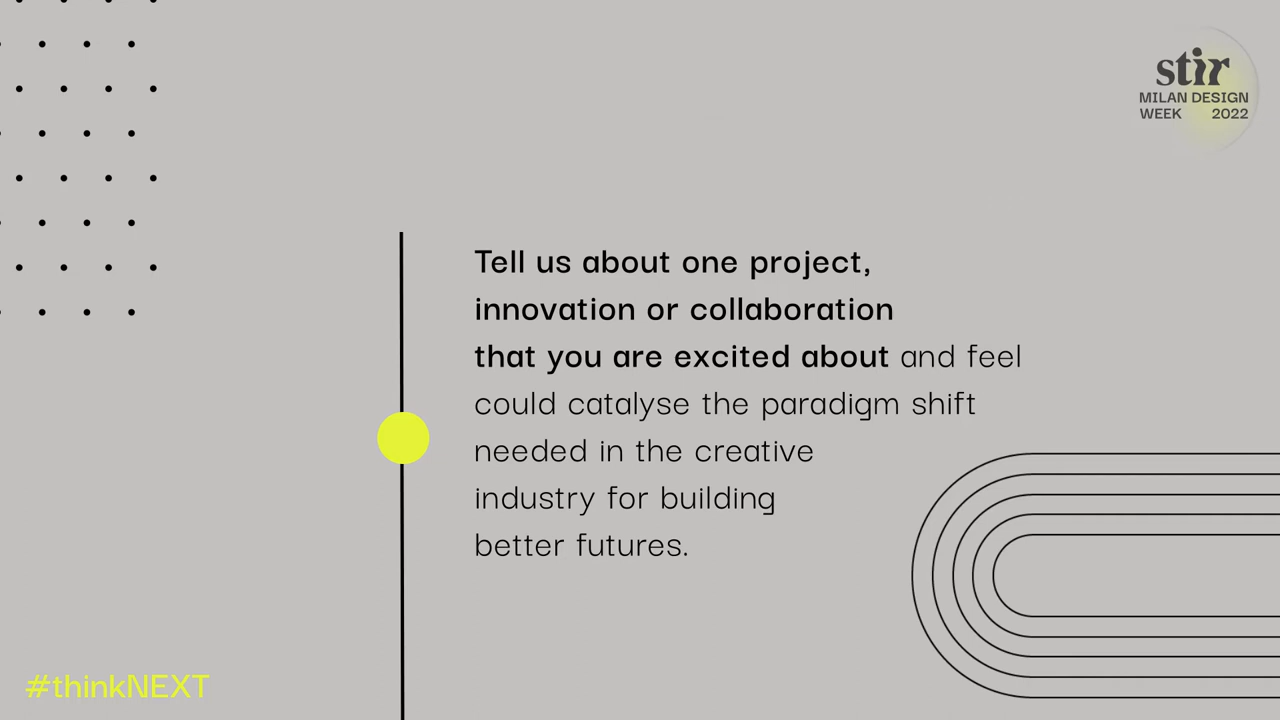 stir
MILAN DESIGN
WEEK 2022
Tell us about one project,
innovation or collaboration
that you are excited about and feel
could catalyse the paradigm shift
needed in the creative
industry for building
better futures.
#thinkNEXT